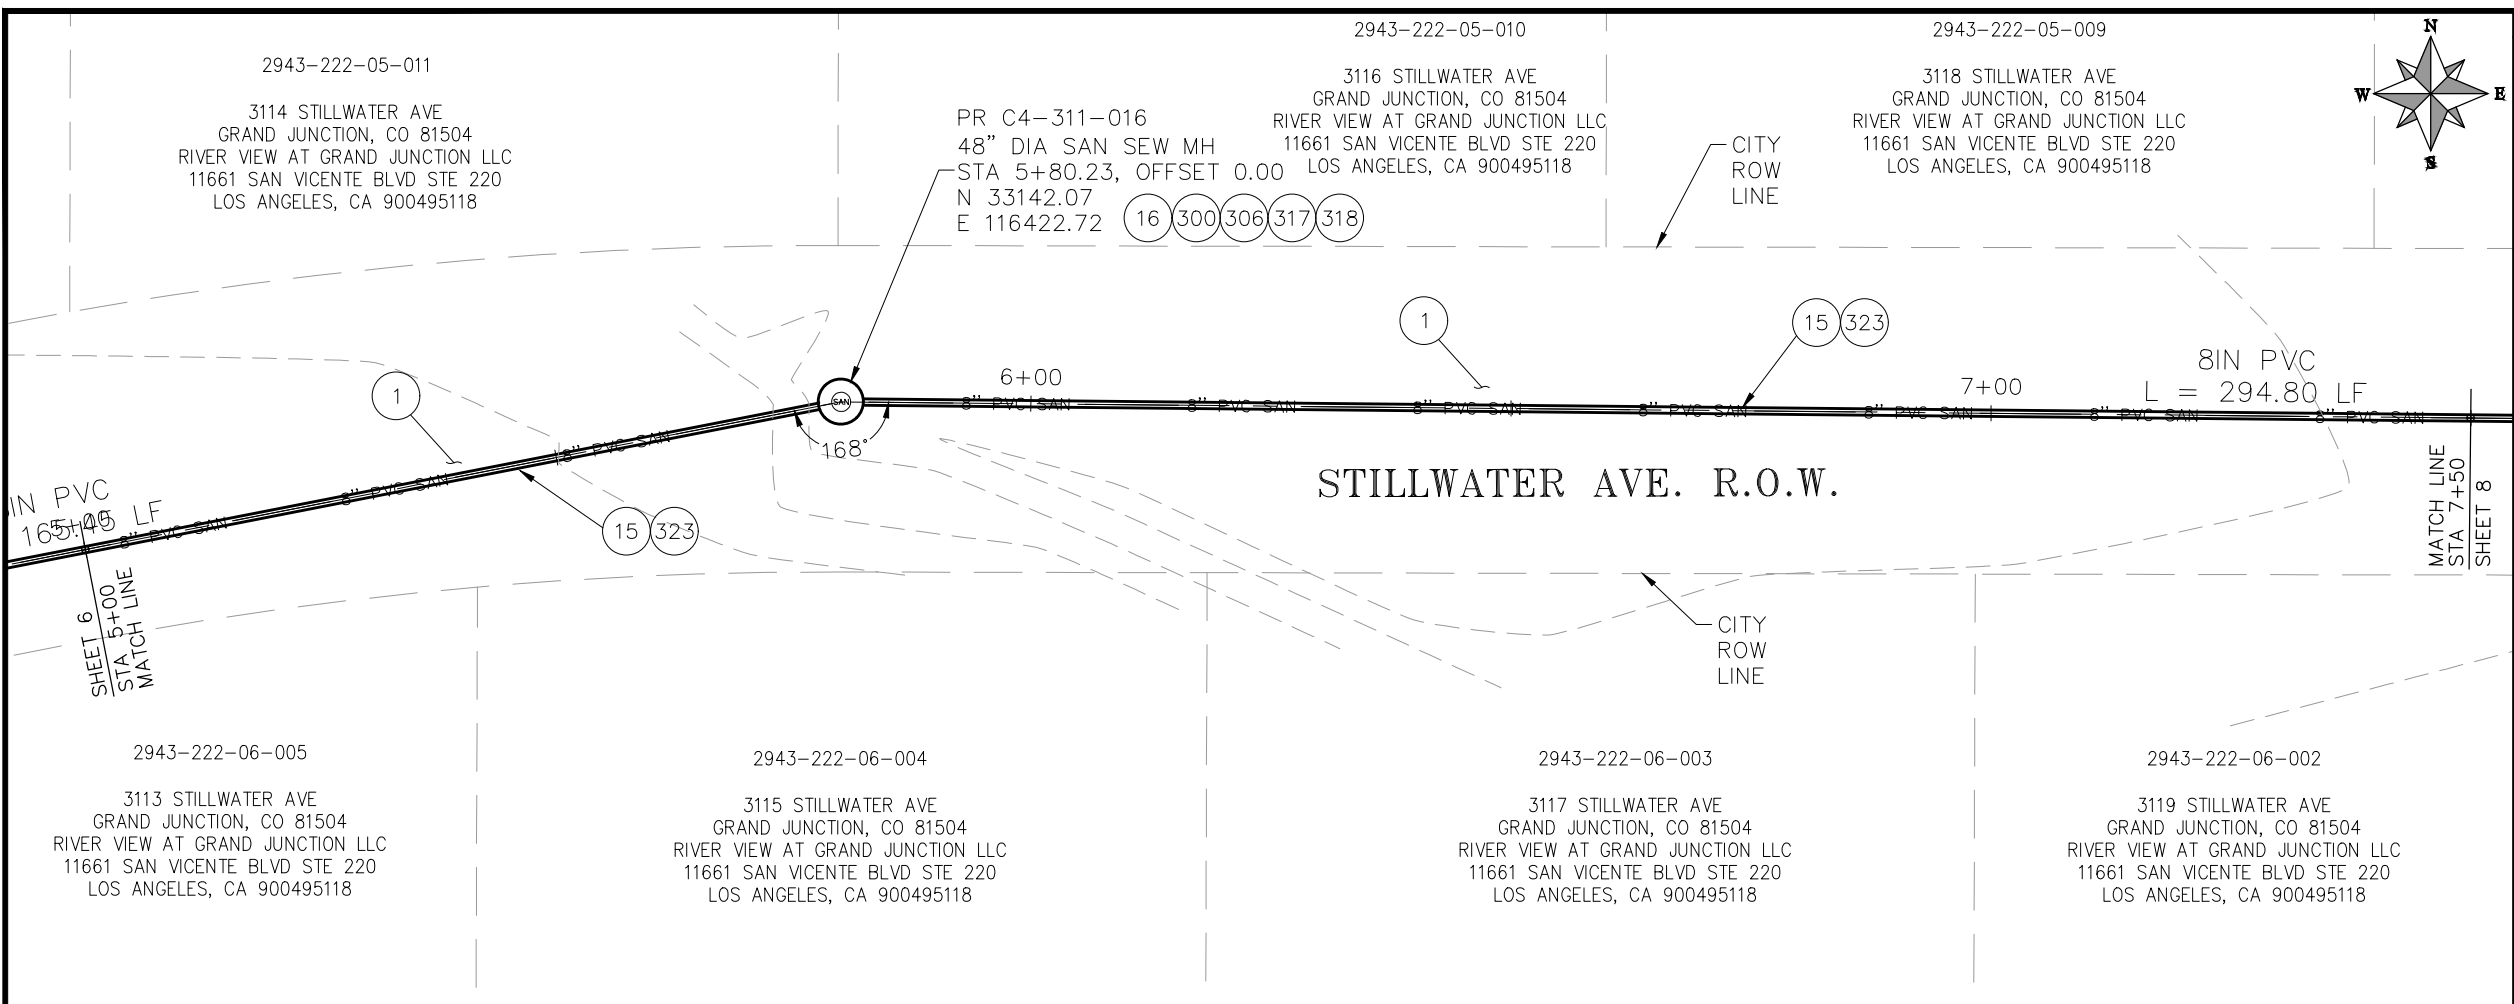 2943-222-05-011
3114 STILLWATER AVE
GRAND JUNCTION, CO 81504
RIVER VIEW AT GRAND JUNCTION LLC
11661 SAN VICENTE BLVD STE 220
LOS ANGELES, CA 900495118
PR C4-311-016
48" DIA SAN SEW MH
STA 5+80.23, OFFSET 0.00
N 33142.07
E 116422.72
16 300 306 317 318
2943-222-05-010
3116 STILLWATER AVE
GRAND JUNCTION, CO 81504
RIVER VIEW AT GRAND JUNCTION LLC
11661 SAN VICENTE BLVD STE 220
LOS ANGELES, CA 900495118
CITY
ROW
LINE
2943-222-05-009
3118 STILLWATER AVE
GRAND JUNCTION, CO 81504
RIVER VIEW AT GRAND JUNCTION LLC
11661 SAN VICENTE BLVD STE 220
LOS ANGELES, CA 900495118
N
W
E
S
1
1
15 323
8IN PVC
L = 294.80 LF
6+00
7+00
SAN
168°
8" PVC SAN
8" PVC SAN
8" PVC SAN
8" PVC SAN
8" PVC SAN
8" PVC SAN
8" PVC SAN
8" PVC SAN
8" PVC SAN
8" PVC SAN
IN PVC
165.45 LF
5+00
15 323
STILLWATER AVE. R.O.W.
MATCH LINE
STA 7+50
SHEET 8
SHEET 6
STA 5+00
MATCH LINE
CITY
ROW
LINE
2943-222-06-005
3113 STILLWATER AVE
GRAND JUNCTION, CO 81504
RIVER VIEW AT GRAND JUNCTION LLC
11661 SAN VICENTE BLVD STE 220
LOS ANGELES, CA 900495118
2943-222-06-004
3115 STILLWATER AVE
GRAND JUNCTION, CO 81504
RIVER VIEW AT GRAND JUNCTION LLC
11661 SAN VICENTE BLVD STE 220
LOS ANGELES, CA 900495118
2943-222-06-003
3117 STILLWATER AVE
GRAND JUNCTION, CO 81504
RIVER VIEW AT GRAND JUNCTION LLC
11661 SAN VICENTE BLVD STE 220
LOS ANGELES, CA 900495118
2943-222-06-002
3119 STILLWATER AVE
GRAND JUNCTION, CO 81504
RIVER VIEW AT GRAND JUNCTION LLC
11661 SAN VICENTE BLVD STE 220
LOS ANGELES, CA 900495118